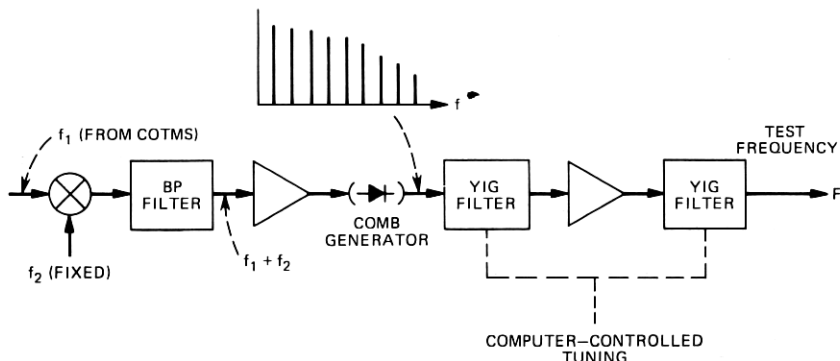 f
f1 (FROM COTMS)
TEST
FREQUENCY
BP
FILTER
YIG
FILTER
YIG
FILTER
F
COMB
GENERATOR
f2 (FIXED)
f1 + f2
COMPUTER–CONTROLLED
TUNING